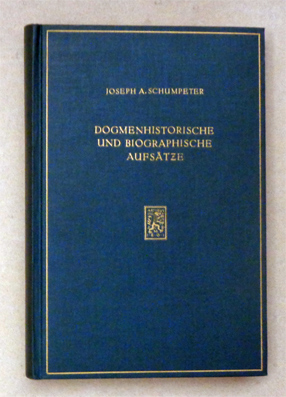 JOSEPH A. SCHUMPETER
DOGMENHISTORISCHE
UND BIOGRAPHISCHE
AUFSÄTZE